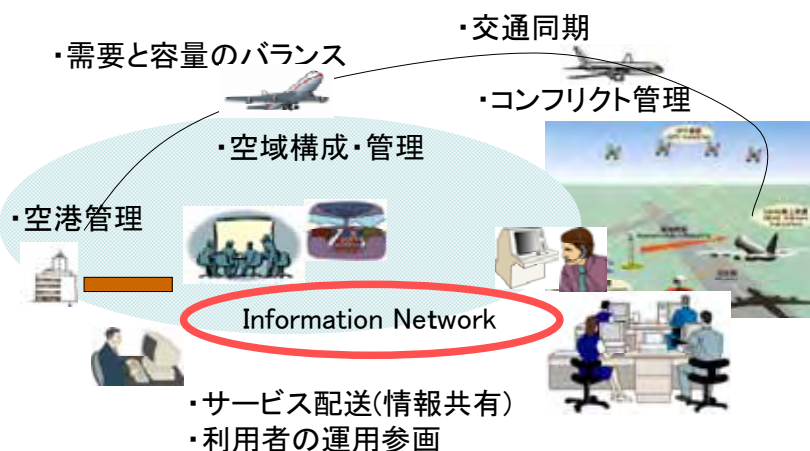 ・交通同期
・需要と容量のバランス
・コンフリクト管理
・空域構成・管理
・空港管理
Information Network
・サービス配送(情報共有)
・利用者の運用参画